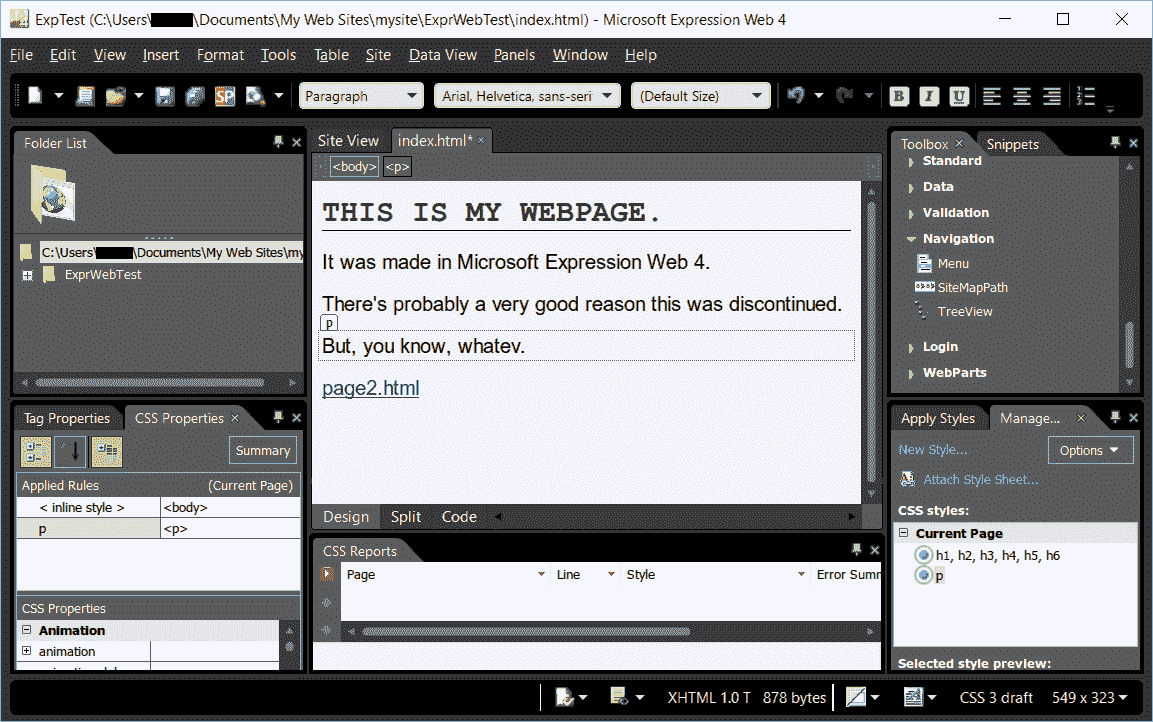 ExpTest (C:\Users\ \Documents\My Web Sites\mysite\ExprWebTest\index.html) - Microsoft Expression Web 4
File Edit View Insert Format Tools Table Site Data View Panels Window Help
Paragraph Arial, Helvetica, sans-seri (Default Size) B I U
Folder List
C:\Users\ \Documents\My Web Sites\my
ExprWebTest
Site View index.html*
<body> <p>
THIS IS MY WEBPAGE.
It was made in Microsoft Expression Web 4.
There's probably a very good reason this was discontinued.
p
But, you know, whatev.
page2.html
Design Split Code
Toolbox Snippets
Standard
Data
Validation
Navigation
Menu
SiteMapPath
TreeView
Login
WebParts
Tag Properties CSS Properties
Summary
Applied Rules (Current Page)
< inline style > <body>
p <p>
CSS Properties
Animation
animation
CSS Reports
Page Line Style Error Summ
Apply Styles Manage...
New Style... Options
Attach Style Sheet...
CSS styles:
Current Page
h1, h2, h3, h4, h5, h6
p
Selected style preview:
XHTML 1.0 T 878 bytes CSS 3 draft 549 x 323